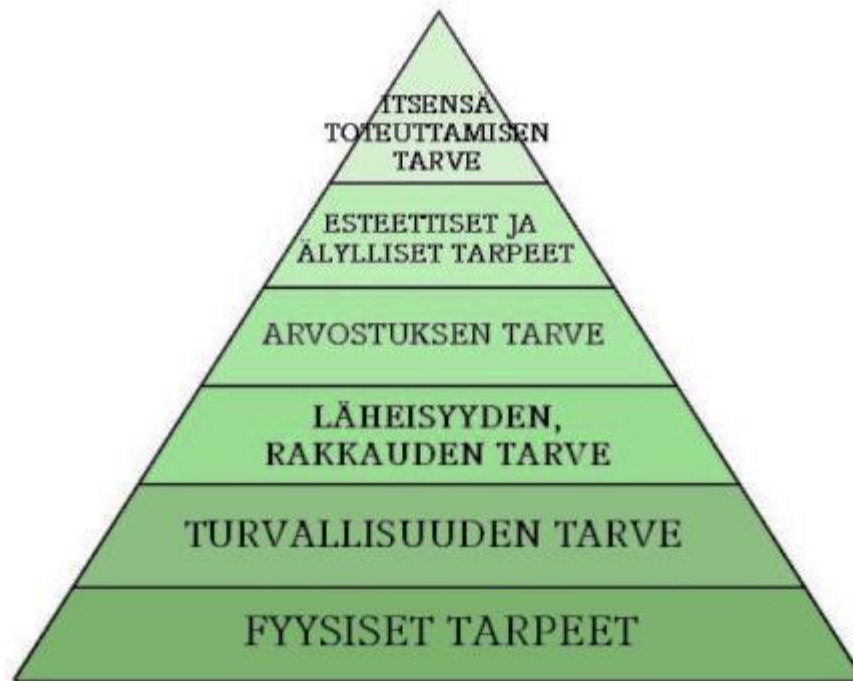 ITSENSÄ
TOTEUTTAMISEN
TARVE
ESTEETTISET JA
ÄLYLLISET TARPEET
ARVOSTUKSEN TARVE
LÄHEISYYDEN,
RAKKAUDEN TARVE
TURVALLISUUDEN TARVE
FYYSISET TARPEET